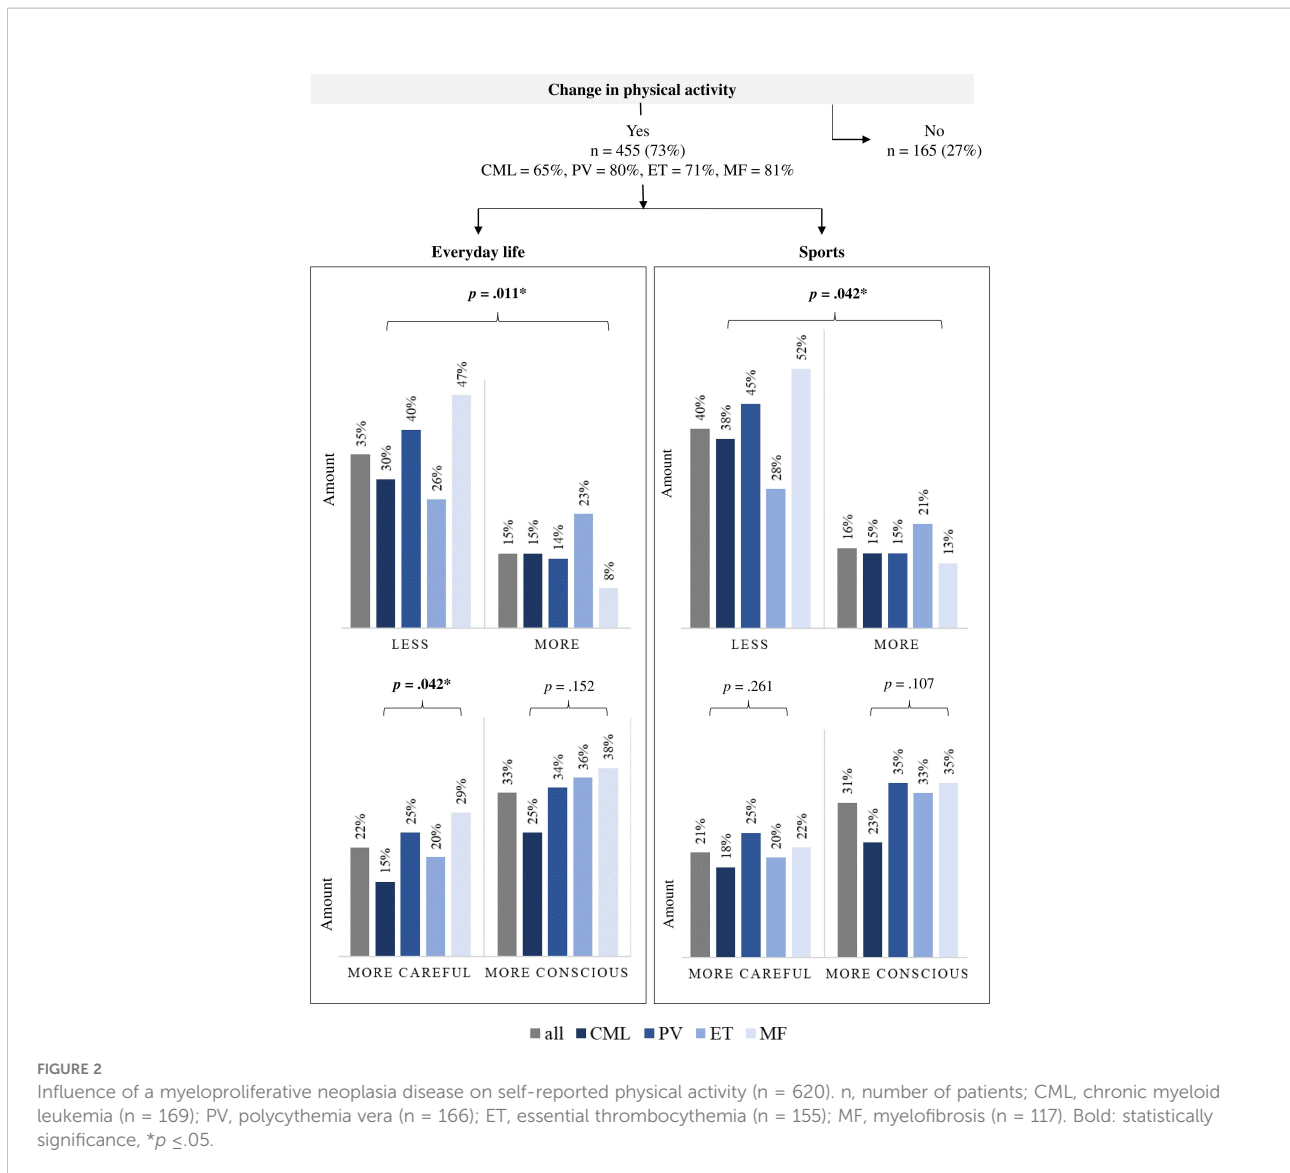 Change in physical activity
Yes
n = 455 (73%)
CML = 65%, PV = 80%, ET = 71%, MF = 81%
No
n = 165 (27%)
Everyday life
p = .011*
Amount
35%
30%
40%
26%
47%
15%
15%
14%
23%
8%
LESS
MORE
p = .042*
p = .152
Amount
22%
15%
25%
20%
29%
33%
25%
34%
36%
38%
MORE CAREFUL
MORE CONSCIOUS
Sports
p = .042*
Amount
40%
38%
45%
28%
52%
16%
15%
15%
21%
13%
LESS
MORE
p = .261
p = .107
Amount
21%
18%
25%
20%
22%
31%
23%
35%
33%
35%
MORE CAREFUL
MORE CONSCIOUS
all CML PV ET MF
FIGURE 2
Influence of a myeloproliferative neoplasia disease on self-reported physical activity (n = 620). n, number of patients; CML, chronic myeloid
leukemia (n = 169); PV, polycythemia vera (n = 166); ET, essential thrombocythemia (n = 155); MF, myelofibrosis (n = 117). Bold: statistically
significance, *p ≤.05.